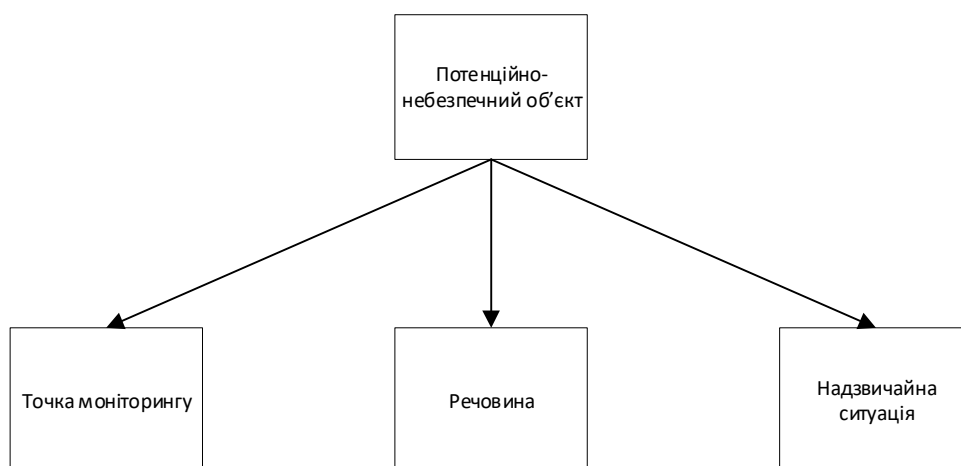 Потенційно-
небезпечний об’єкт
Точка моніторингу
Речовина
Надзвичайна
ситуація